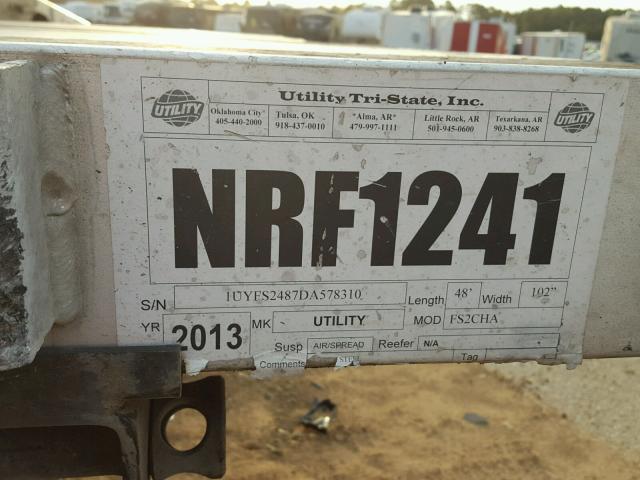 Utility Tri-State, Inc.
UTILITY
Oklahoma City* 405-440-2000
Tulsa, OK 918-437-0010
*Alma, AR* 479-997-1111
Little Rock, AR 501-945-0600
Texarkana, AR 903-838-8268
UTILITY
NRF1241
S/N 1UYFS2487DA578310 Length 48' Width 102"
YR 2013 MK UTILITY MOD FS2CHA
Susp AIR/SPREAD Reefer N/A
Comments Tag